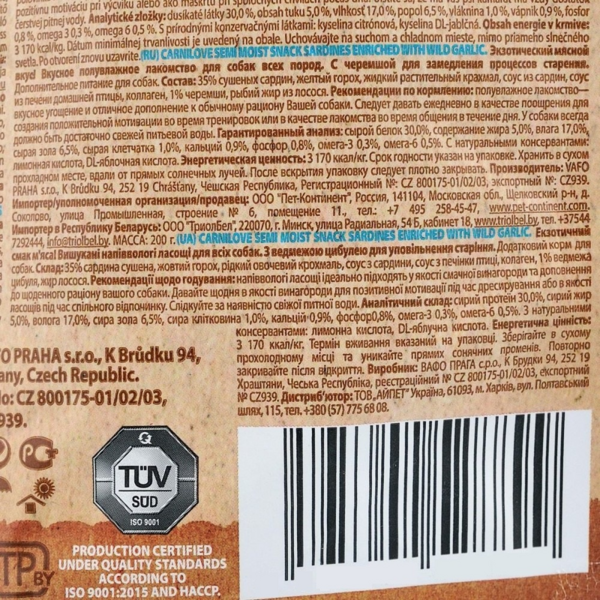 pozitívnu motiváciu pri výcviku alebo ako maškrtu pri
pitnej vody. Analytické zložky: dusikaté látky 30,0 %, obsah tuku 5,0 %, vlhkosť 17,0 %, popol 6,5 %, vláknina 1,0 %, vápnik 0,9 %, fosfor
0,8 %, omega 3 0,3 %, omega 6 0,5 %. S prírodnými konzervačnými látkami: kyselina citrónová, kyselina DL-jablčná. Obsah energie v krmive:
3 170 kcal/kg. Dátum minimálnej trvanlivosti je uvedený na obale. Uchovávajte na suchom a chladnom mieste, mimo priameho slnečného
svetla. Po otvorení znovu uzavrite. (RU) CARNILOVE SEMI MOIST SNACK SARDINES ENRICHED WITH WILD GARLIC. Экзотический мясной
вкус! Вкусное полувлажное лакомство для собак всех пород. С черемшой для замедления процессов старения.
Дополнительное питание для собак. Состав: 35% сушеных сардин, желтый горох, жидкий растительный крахмал, соус из сардин, соус
из печени домашней птицы, коллаген, 1% черемши, рыбий жир из лосося. Рекомендации по кормлению: полувлажное лакомство—
вкусное угощение и совершенное дополнение к обычному рациону Вашей собаки. Следует давать ежедневно в качестве поощрения для
создания положительной мотивации во время тренировок или в качестве лакомства во время общения в течение дня. У собаки всегда
должно быть достаточно свежей питьевой воды. Гарантированный анализ: сырой белок 30,0%, содержание жира 5,0%, влага 17,0%,
сырая зола 6,5%, сырая клетчатка 1,0%, кальций 0,9%, фосфор 0,8%, омега-3 0,3%, омега-6 0,5%. С натуральными консервантами:
лимонная кислота, DL-яблочная кислота. Энергетическая ценность: 3 170 ккал/кг. Срок годности указан на упаковке. Хранить в сухом
прохладном месте, вдали от прямых солнечных лучей. После вскрытия упаковку следует плотно закрывать. Производитель: VAFO
PRAHA s.r.o., K Brůdku 94, 252 19 Chrášťany, Чешская Республика, Регистрационный №: CZ 800175-01/02/03, экспортный №: CZ939.
Импортер/уполномоченная организация/продавец: ООО "Пет-Континент", Россия, 141104, Московская обл., Щелковский р-н, д.
Соколово, улица Промышленная, строение № 6, помещение 11., тел.: +7 495 258-45-47, www.pet-continent.com
Импортер в Республику Беларусь: ООО "ТриолБел", 220070, г. Минск, улица Радиальная, 54 Б, кабинет 18, www.triolbel.by, тел. +37544
7292444, info@triolbel.by. МАССА: 200 г. (UA) CARNILOVE SEMI MOIST SNACK SARDINES ENRICHED WITH WILD GARLIC. Екзотичний
смак м'яса! Вишукані напіввологі ласощі для усіх собак. З ведмежою цибулею для уповільнення старіння. Додатковий корм для
собак. Склад: 35% сардина сушена, жовтий горох, рідкий овочевий крохмаль, соус з сардини, соус з печінки птиці, колаген, 1% ведмежа
цибуля, жир лосося. Рекомендації щодо годування: напіввологі ласощі ідеально підходять у якості смачної винагороди та доповнення
до щоденного раціону вашого собаки. Давайте щодня в якості винагороди для позитивної мотивації під час дресирування або в якості
ласощів під час спільного відпочинку. Слідкуйте за наявністю свіжої питної води. Аналітичний склад: сирий протеїн 30,0%, сирий жир
5,0%, волога 17,0%, сира зола 6,5%, сира клітковина 1,0%, кальцій 0,9%, фосфор 0,8%, омега-3 0,3%, омега-6 0,5%. З натуральними
консервантами: лимонна кислота, DL-яблучна кислота. Енергетична цінність:
3 170 ккал/кг. Термін вживання вказаний на упаковці. Зберігайте в сухому
прохолодному місці та уникайте прямих сонячних променів. Повторно
закривайте після відкриття. Виробник: ВАФО ПРАГА с.р.о., К Брудки 94, 252 19
Храштяни, Чеська Республіка, реєстраційний № CZ 800175-01/02/03, експортний
№ CZ939. Дистриб'ютор: ТОВ „АЙПЕТ" Україна, 61093, м. Харків, вул. Полтавський
шлях, 115, тел. +380 (57) 775 68 08.
FO PRAHA s.r.o., K Brůdku 94,
any, Czech Republic.
lo: CZ 800175-01/02/03,
939.
TÜV
SÜD
ISO 9001
TP BY
PRODUCTION CERTIFIED
UNDER QUALITY STANDARDS
ACCORDING TO
ISO 9001:2015 AND HACCP.